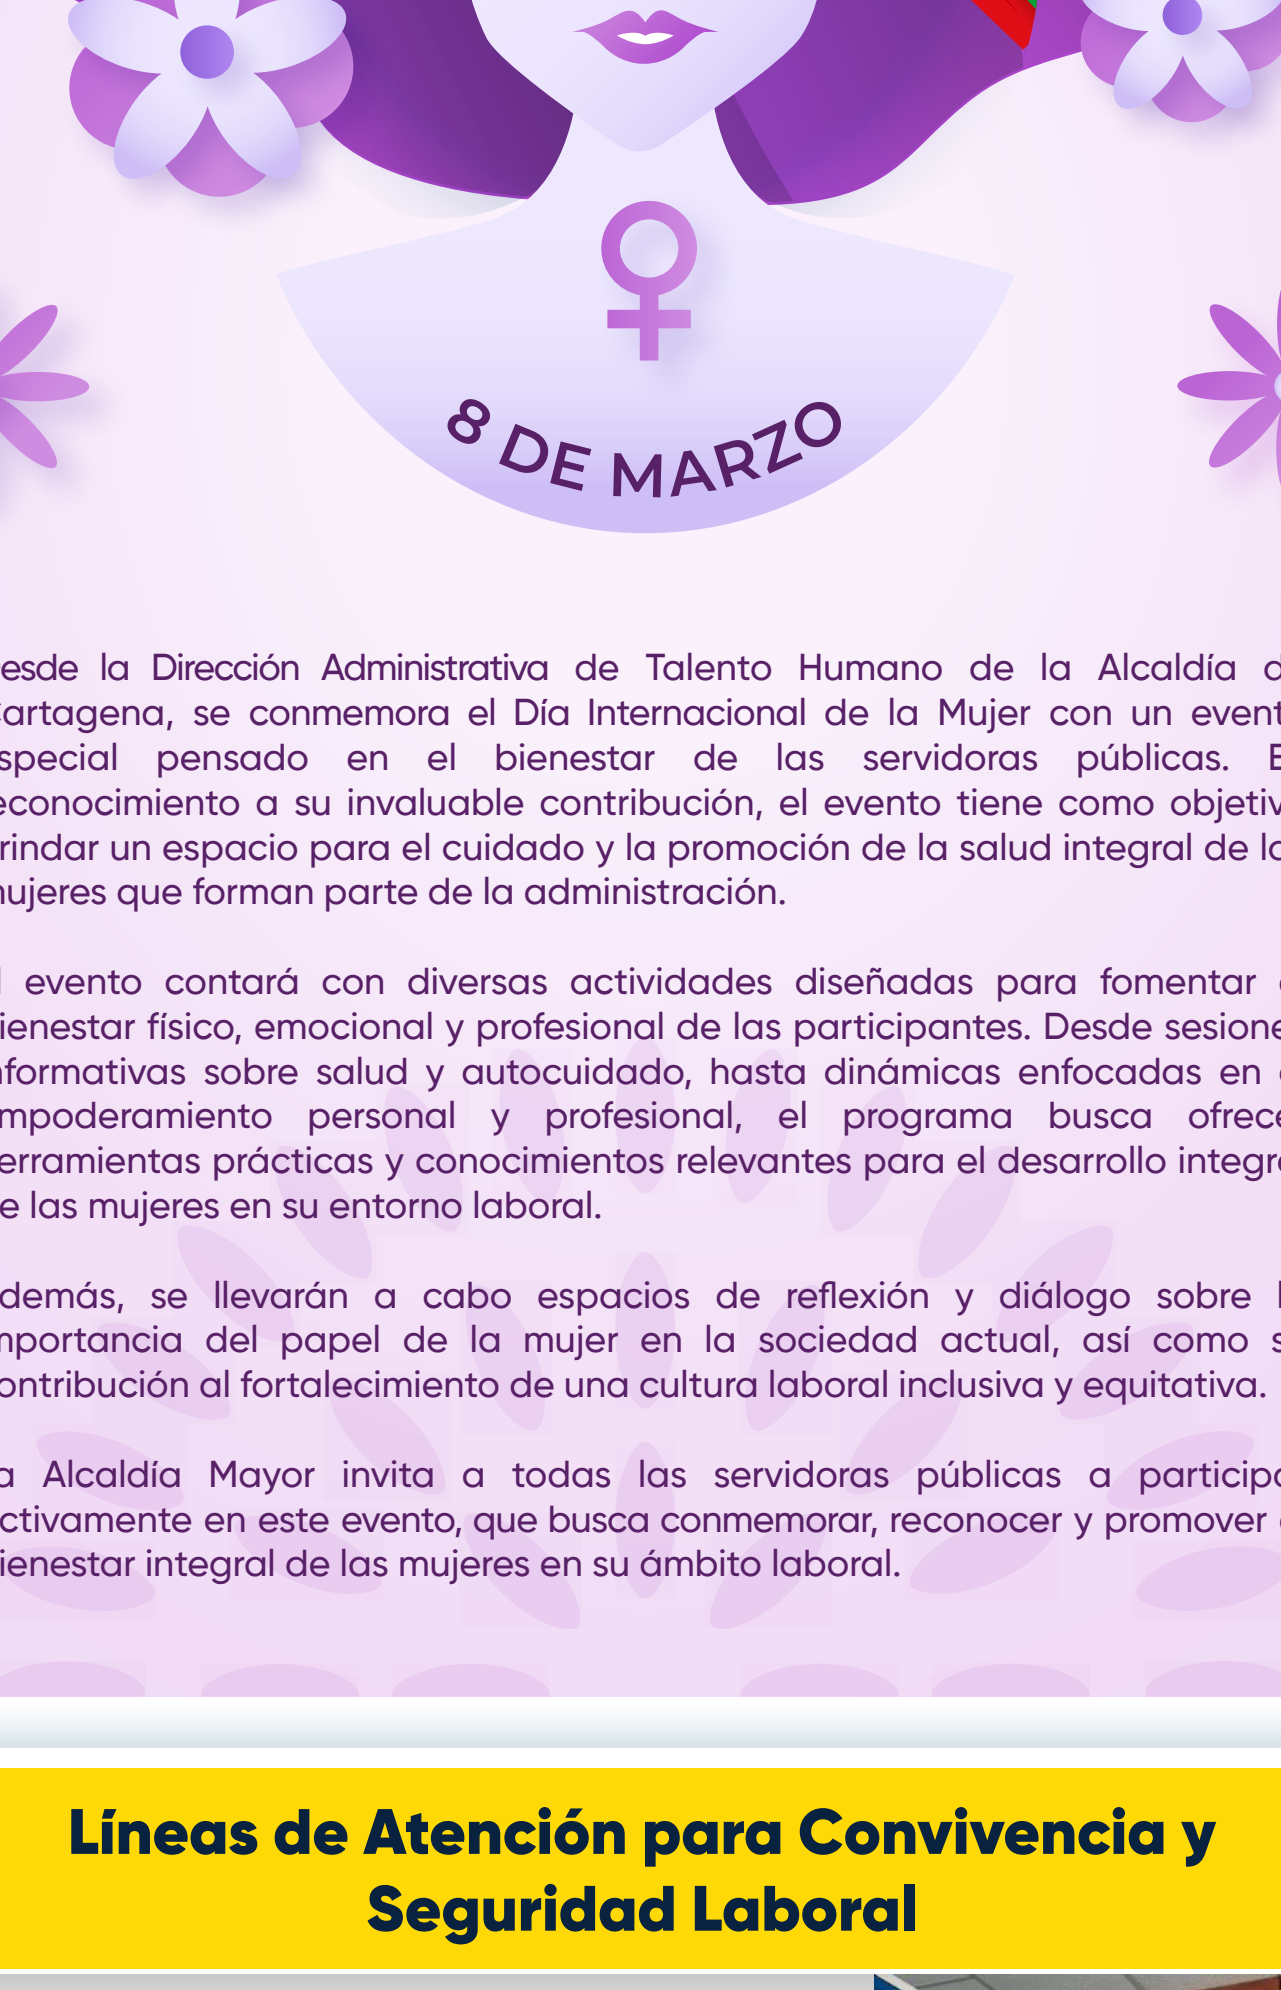 8 DE MARZO
esde la Dirección Administrativa de Talento Humano de la Alcaldía d
artagena, se conmemora el Día Internacional de la Mujer con un event
special pensado en el bienestar de las servidoras públicas. E
econocimiento a su invaluable contribución, el evento tiene como objetiv
rindar un espacio para el cuidado y la promoción de la salud integral de la
ujeres que forman parte de la administración.
l evento contará con diversas actividades diseñadas para fomentar e
ienestar físico, emocional y profesional de las participantes. Desde sesione
nformativas sobre salud y autocuidado, hasta dinámicas enfocadas en e
mpoderamiento personal y profesional, el programa busca ofrece
erramientas prácticas y conocimientos relevantes para el desarrollo integra
e las mujeres en su entorno laboral.
demás, se llevarán a cabo espacios de reflexión y diálogo sobre l
mportancia del papel de la mujer en la sociedad actual, así como s
ontribución al fortalecimiento de una cultura laboral inclusiva y equitativa.
a Alcaldía Mayor invita a todas las servidoras públicas a participa
ctivamente en este evento, que busca conmemorar, reconocer y promover e
ienestar integral de las mujeres en su ámbito laboral.
Líneas de Atención para Convivencia y
Seguridad Laboral